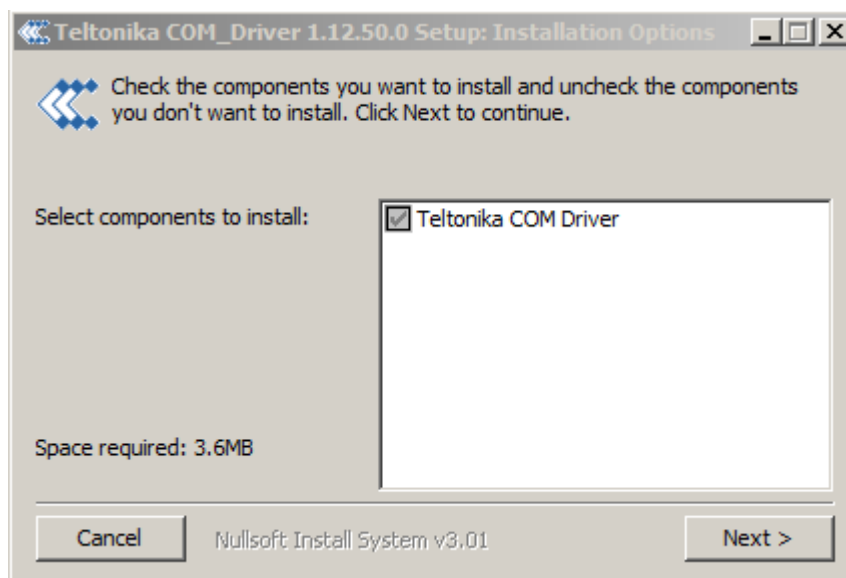 Teltonika COM_Driver 1.12.50.0 Setup: Installation Options
Check the components you want to install and uncheck the components
you don't want to install. Click Next to continue.
Select components to install:
Teltonika COM Driver
Space required: 3.6MB
Cancel
Nullsoft Install System v3.01
Next >